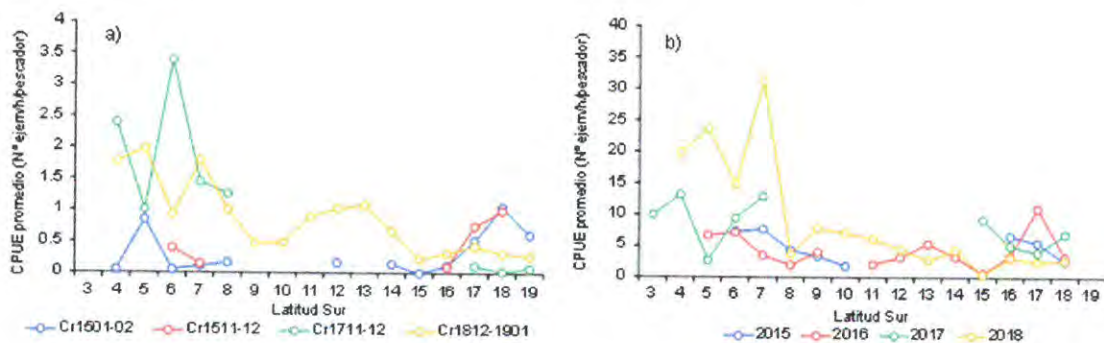 a)
CPUE promedio (Nº ejem/h/pescador)
4
3.5
3
2.5
2
1.5
1
0.5
0
3 4 5 6 7 8 9 10 11 12 13 14 15 16 17 18 19
Latitud Sur
Cr1501-02 Cr1511-12 Cr1711-12 Cr1812-1901
b)
CPUE promedio (Nº ejem/h/pescador)
40
35
30
25
20
15
10
5
0
3 4 5 6 7 8 9 10 11 12 13 14 15 16 17 18 19
Latitud Sur
2015 2016 2017 2018